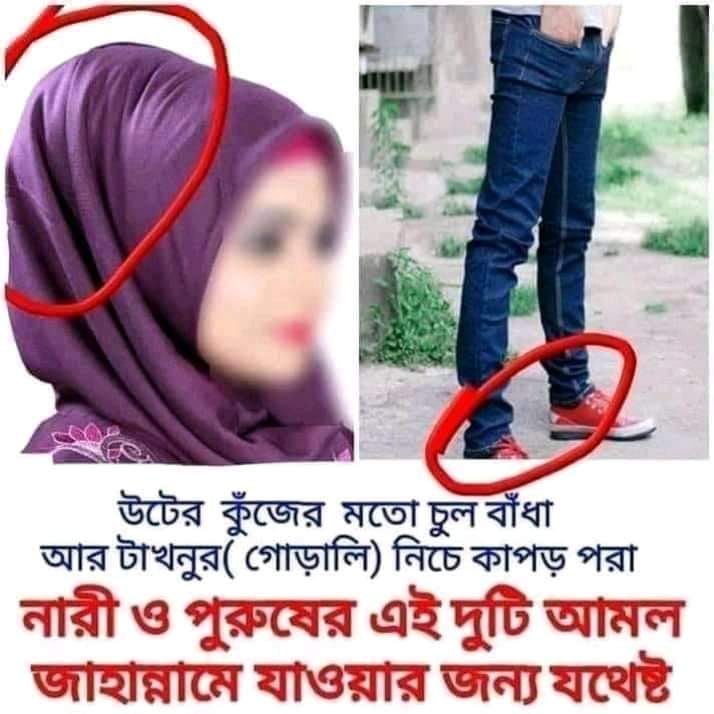 উটের কুঁজের মতো চুল বাঁধা
আর টাখনুর( গোড়ালি) নিচে কাপড় পরা
নারী ও পুরুষের এই দুটি আমল
জাহান্নামে যাওয়ার জন্য যথেষ্ট